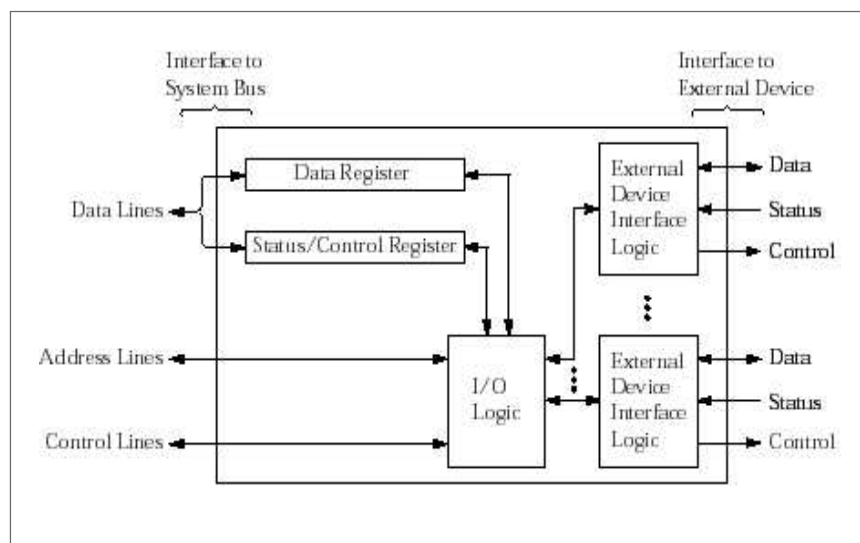 Interface to
System Bus
Interface to
External Device
Data Register
External
Device
Interface
Logic
Data
Data Lines
Status
Status/Control Register
Control
Address Lines
I/O
Logic
External
Device
Interface
Logic
Data
Status
Control Lines
Control